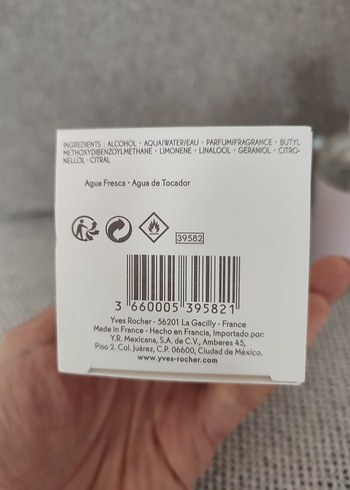 INGREDIENTS : ALCOHOL • AQUA/WATER/EAU • PARFUM/FRAGRANCE • BUTYL
METHOXYDIBENZOYLMETHANE • LIMONENE • LINALOOL • GERANIOL • CITRO-
NELLOL • CITRAL
Agua Fresca • Agua de Tocador
39582
3 660005 395821
Yves Rocher - 56201 La Gacilly - France
Made in France - Hecho en Francia, Importado por:
Y.R. Mexicana, S.A. de C.V., Amberes 45,
Piso 2. Col. Juárez, C.P. 06600, Ciudad de México.
www.yves-rocher.com